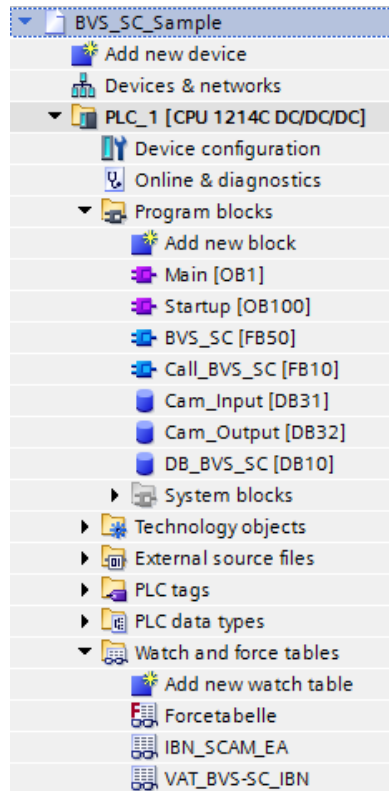 BVS_SC_Sample
Add new device
Devices & networks
PLC_1 [CPU 1214C DC/DC/DC]
Device configuration
Online & diagnostics
Program blocks
Add new block
Main [OB1]
Startup [OB100]
BVS_SC [FB50]
Call_BVS_SC [FB10]
Cam_Input [DB31]
Cam_Output [DB32]
DB_BVS_SC [DB10]
System blocks
Technology objects
External source files
PLC tags
PLC data types
Watch and force tables
Add new watch table
Forcetabelle
IBN_SCAM_EA
VAT_BVS-SC_IBN